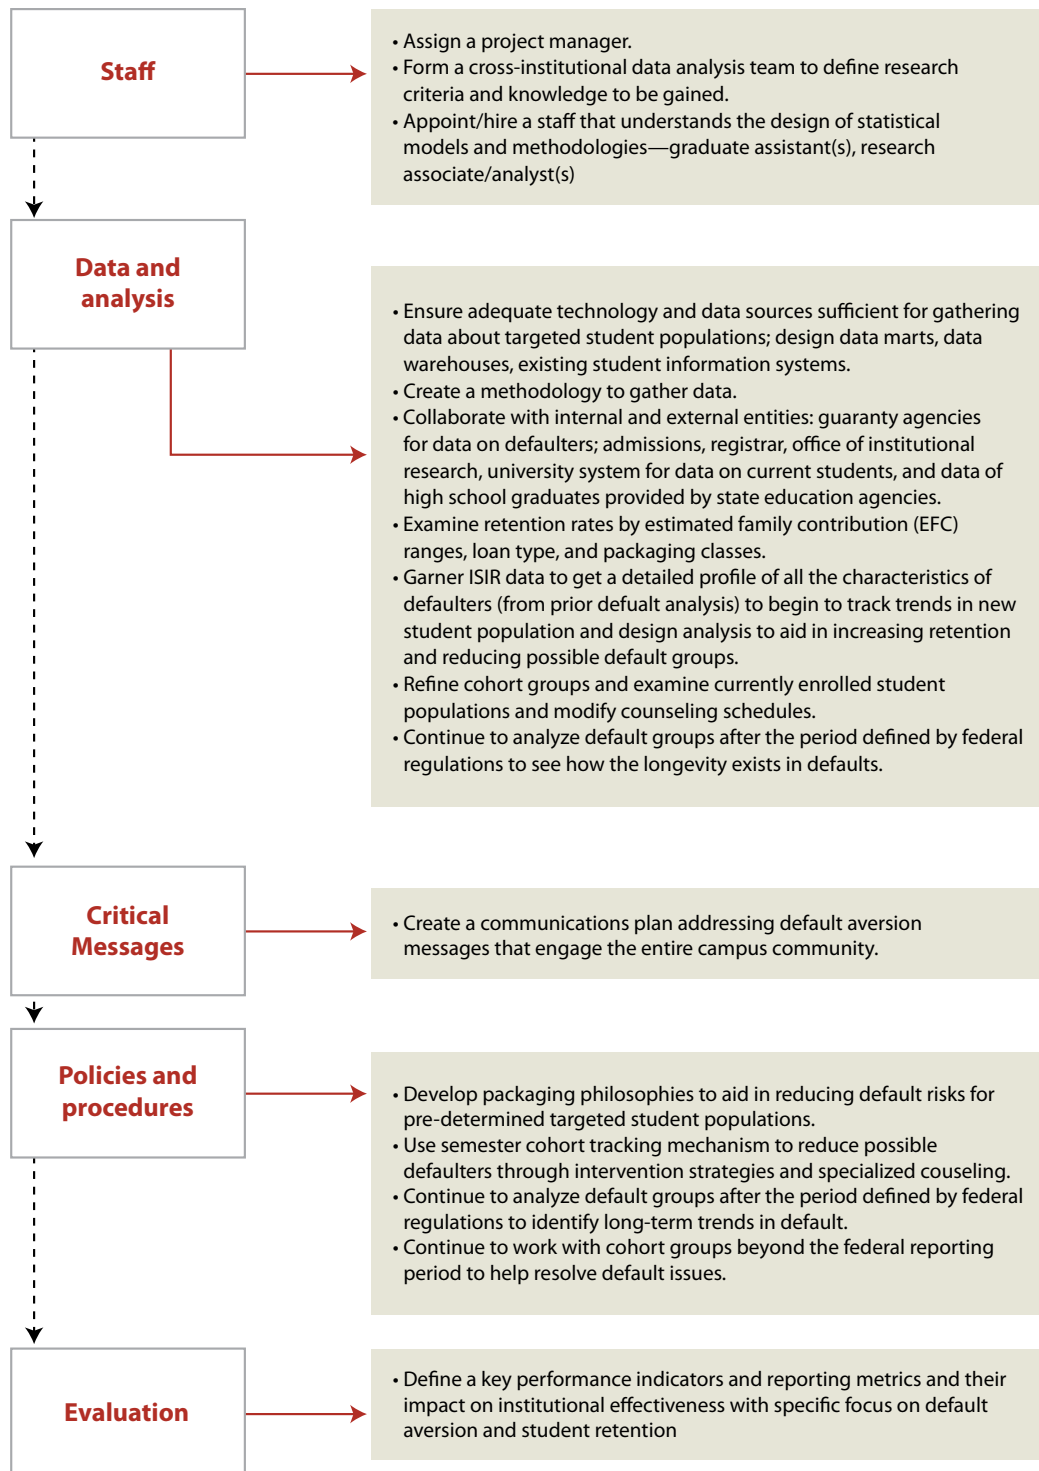 Staff
• Assign a project manager.
• Form a cross-institutional data analysis team to define research
criteria and knowledge to be gained.
• Appoint/hire a staff that understands the design of statistical
models and methodologies—graduate assistant(s), research
associate/analyst(s)
Data and
analysis
• Ensure adequate technology and data sources sufficient for gathering
data about targeted student populations; design data marts, data
warehouses, existing student information systems.
• Create a methodology to gather data.
• Collaborate with internal and external entities: guaranty agencies
for data on defaulters; admissions, registrar, office of institutional
research, university system for data on current students, and data of
high school graduates provided by state education agencies.
• Examine retention rates by estimated family contribution (EFC)
ranges, loan type, and packaging classes.
• Garner ISIR data to get a detailed profile of all the characteristics of
defaulters (from prior defualt analysis) to begin to track trends in new
student population and design analysis to aid in increasing retention
and reducing possible default groups.
• Refine cohort groups and examine currently enrolled student
populations and modify counseling schedules.
• Continue to analyze default groups after the period defined by federal
regulations to see how the longevity exists in defaults.
Critical
Messages
• Create a communications plan addressing default aversion
messages that engage the entire campus community.
Policies and
procedures
• Develop packaging philosophies to aid in reducing default risks for
pre-determined targeted student populations.
• Use semester cohort tracking mechanism to reduce possible
defaulters through intervention strategies and specialized couseling.
• Continue to analyze default groups after the period defined by federal
regulations to identify long-term trends in default.
• Continue to work with cohort groups beyond the federal reporting
period to help resolve default issues.
Evaluation
• Define a key performance indicators and reporting metrics and their
impact on institutional effectiveness with specific focus on default
aversion and student retention